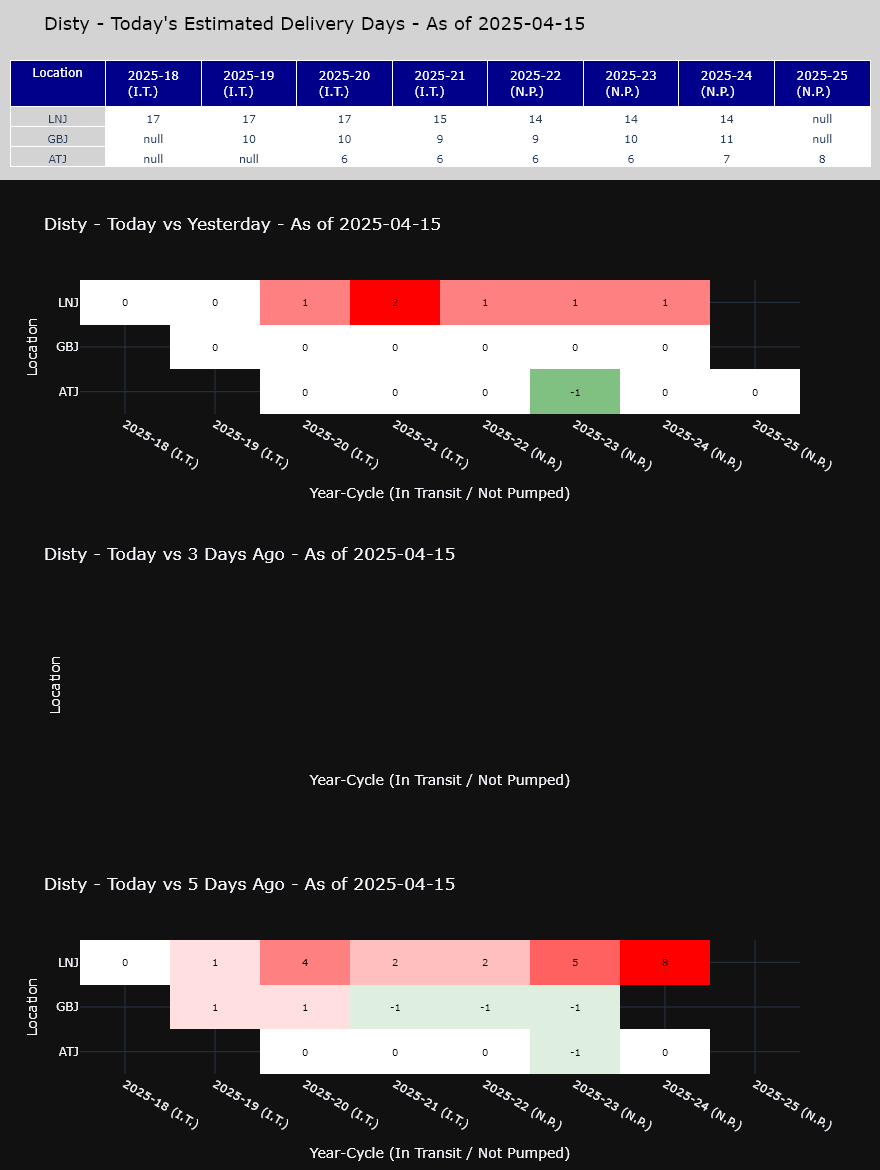 Disty - Today's Estimated Delivery Days - As of 2025-04-15
Location 2025-18 (I.T.) 2025-19 (I.T.) 2025-20 (I.T.) 2025-21 (I.T.) 2025-22 (N.P.) 2025-23 (N.P.) 2025-24 (N.P.) 2025-25 (N.P.)
LNJ 17 17 17 15 14 14 14 null
GBJ null 10 10 9 9 10 11 null
ATJ null null 6 6 6 6 7 8
Disty - Today vs Yesterday - As of 2025-04-15
Location
LNJ 0 0 1 2 1 1 1
GBJ 0 0 0 0 0 0
ATJ 0 0 0 -1 0 0
2025-18 (I.T.) 2025-19 (I.T.) 2025-20 (I.T.) 2025-21 (I.T.) 2025-22 (N.P.) 2025-23 (N.P.) 2025-24 (N.P.) 2025-25 (N.P.)
Year-Cycle (In Transit / Not Pumped)
Disty - Today vs 3 Days Ago - As of 2025-04-15
Location
Year-Cycle (In Transit / Not Pumped)
Disty - Today vs 5 Days Ago - As of 2025-04-15
Location
LNJ 0 1 4 2 2 5 8
GBJ 1 1 -1 -1 -1
ATJ 0 0 0 -1 0
2025-18 (I.T.) 2025-19 (I.T.) 2025-20 (I.T.) 2025-21 (I.T.) 2025-22 (N.P.) 2025-23 (N.P.) 2025-24 (N.P.) 2025-25 (N.P.)
Year-Cycle (In Transit / Not Pumped)